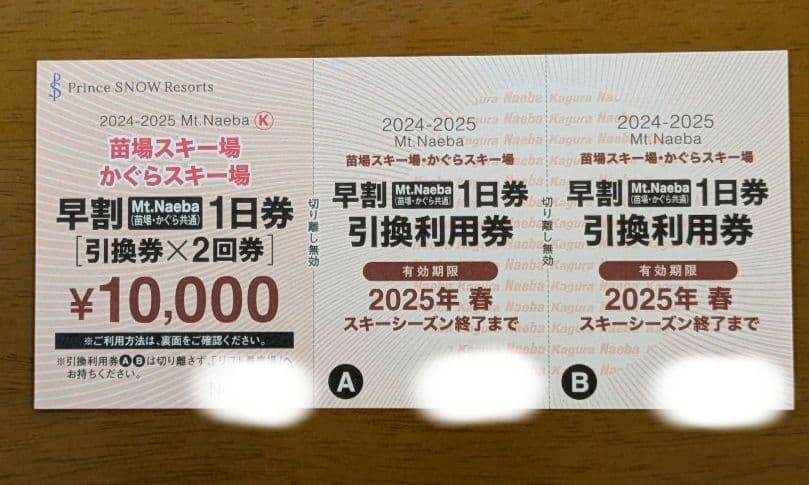 Prince SNOW Resorts
2024-2025 Mt.Naeba Ⓚ
苗場スキー場
かぐらスキー場
早割 Mt.Naeba (苗場・かぐら共通) 1日券
[引換券×2回券]
¥10,000
※ご利用方法は、裏面をご確認ください。
※引換利用券ABは切り離さず、「リフト券売場」へ
お持ちください。
切り離し無効
2024-2025
Mt.Naeba
苗場スキー場・かぐらスキー場
早割 Mt.Naeba (苗場・かぐら共通) 1日券
引換利用券
有効期限
2025年 春
スキーシーズン終了まで
A
切り離し無効
2024-2025
Mt.Naeba
苗場スキー場・かぐらスキー場
早割 Mt.Naeba (苗場・かぐら共通) 1日券
引換利用券
有効期限
2025年 春
スキーシーズン終了まで
B